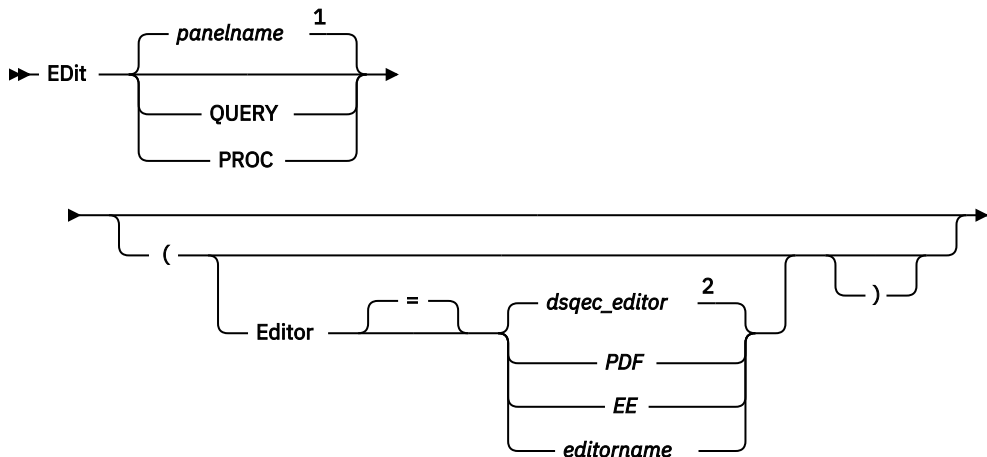 panelname 1
EDit
QUERY
PROC
(
)
=
dsqec_editor 2
Editor
PDF
EE
editorname